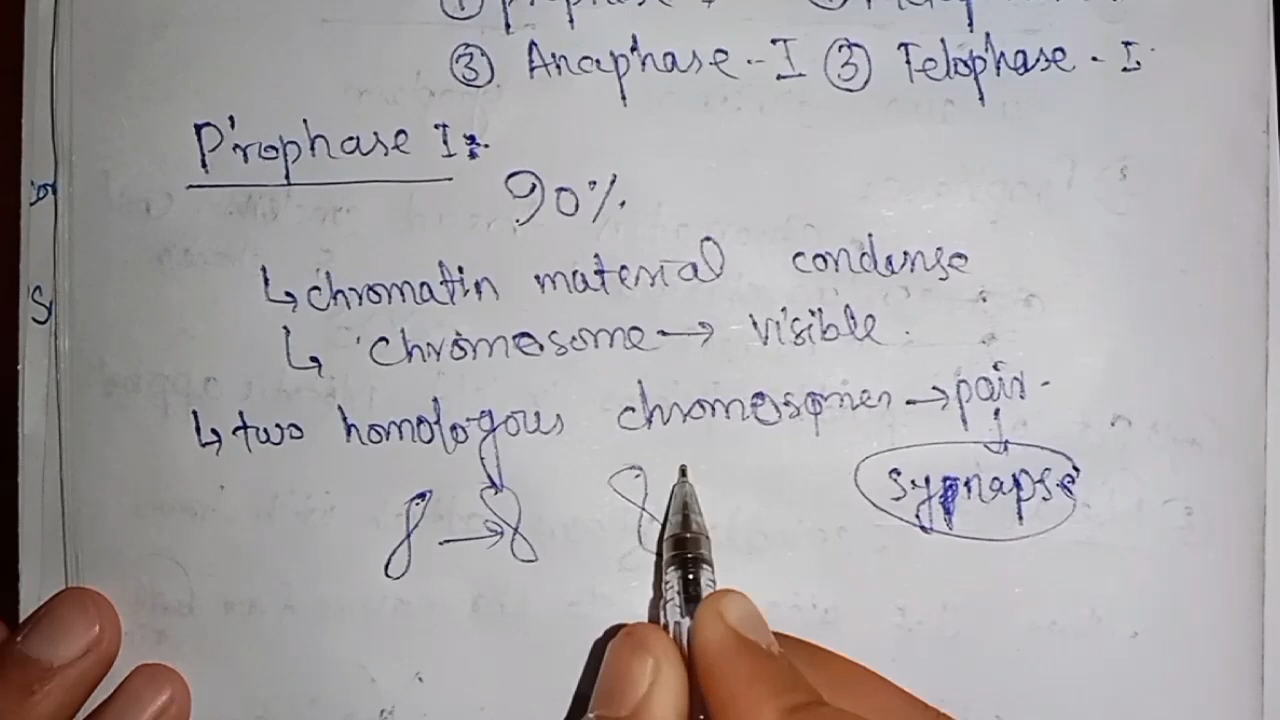 ③ Anaphase - I ③ Telophase - I
Prophase I:
90%
↳ chromatin material condense
↳ chromosome → visible.
↳ two homologous chromosomes → pair.
synapse